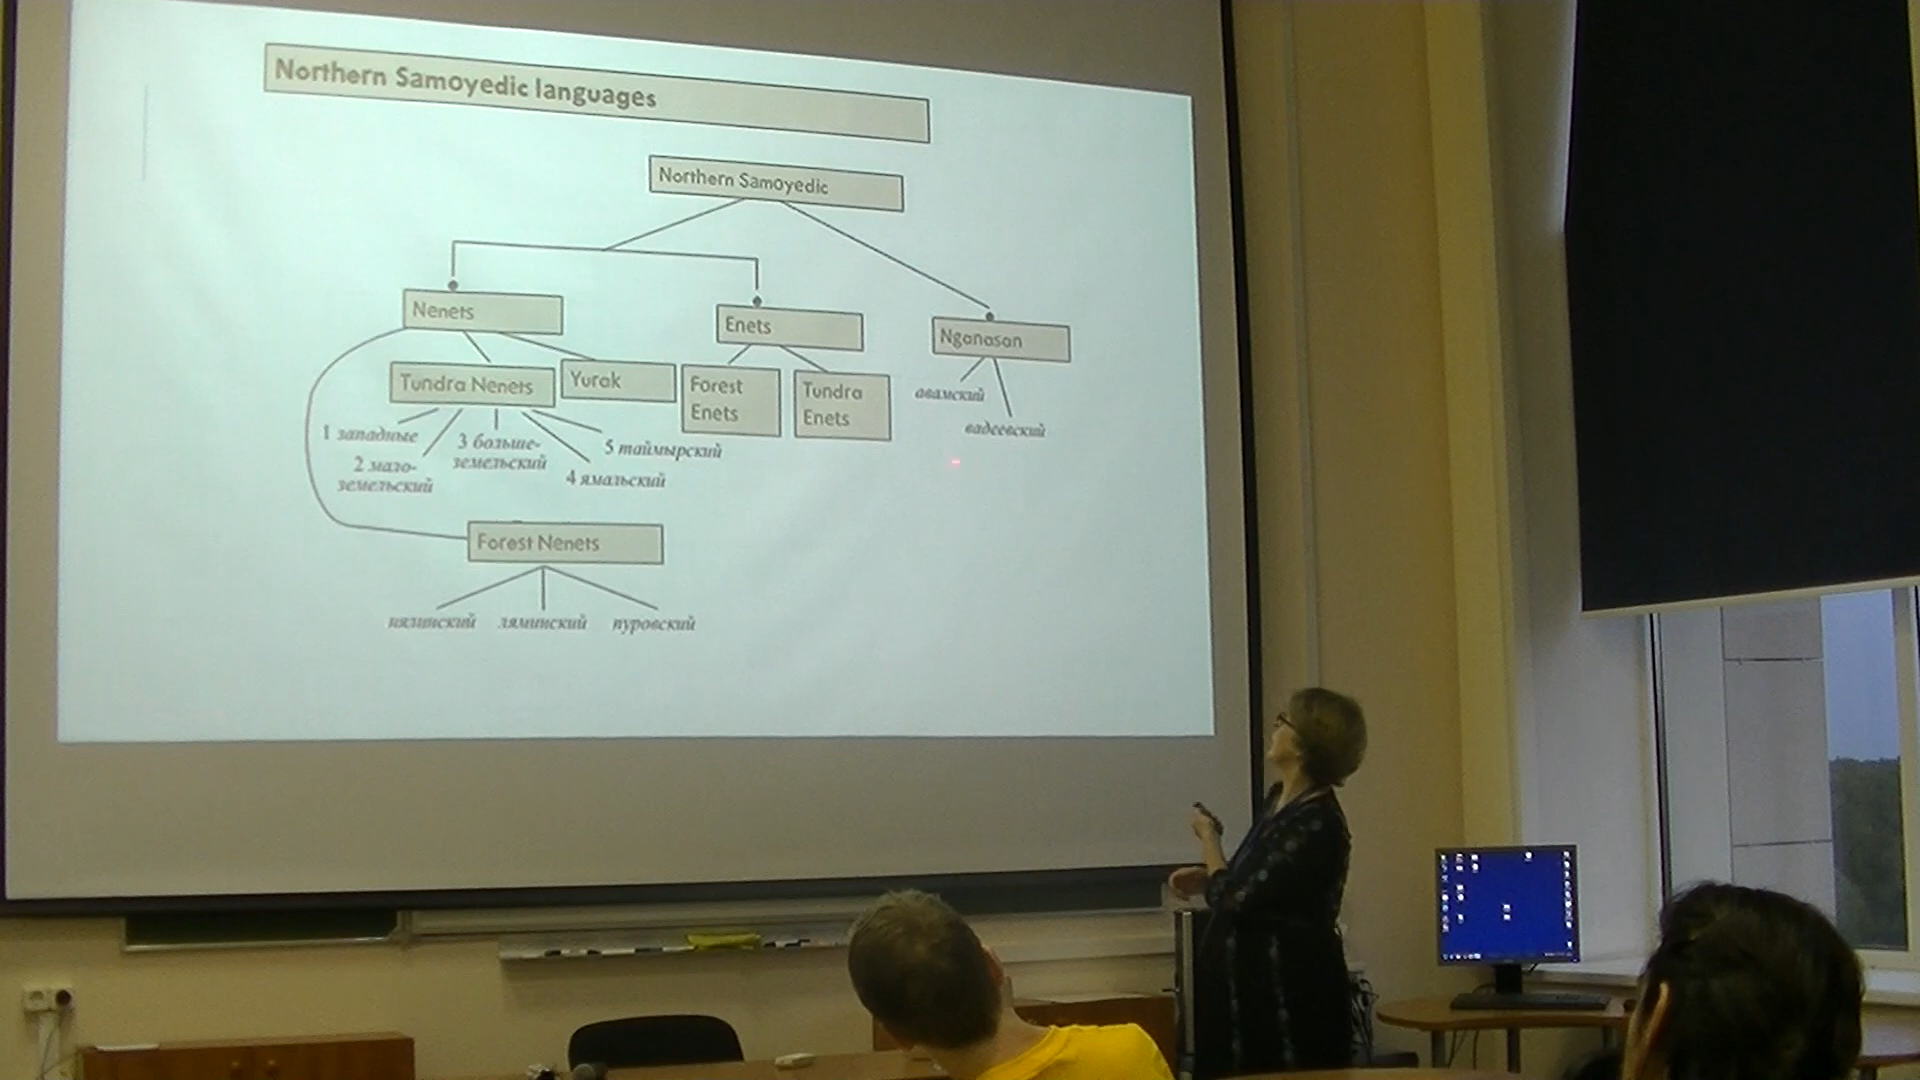 Northern Samoyedic languages
Northern Samoyedic
Nenets
Enets
Nganasan
Tundra Nenets
Yurak
Forest
Enets
Tundra
Enets
авамский
вадеевский
1 западные
2 мало-
земельский
3 больше-
земельский
4 ямальский
5 таймырский
Forest Nenets
нялинский
ляминский
пуровский